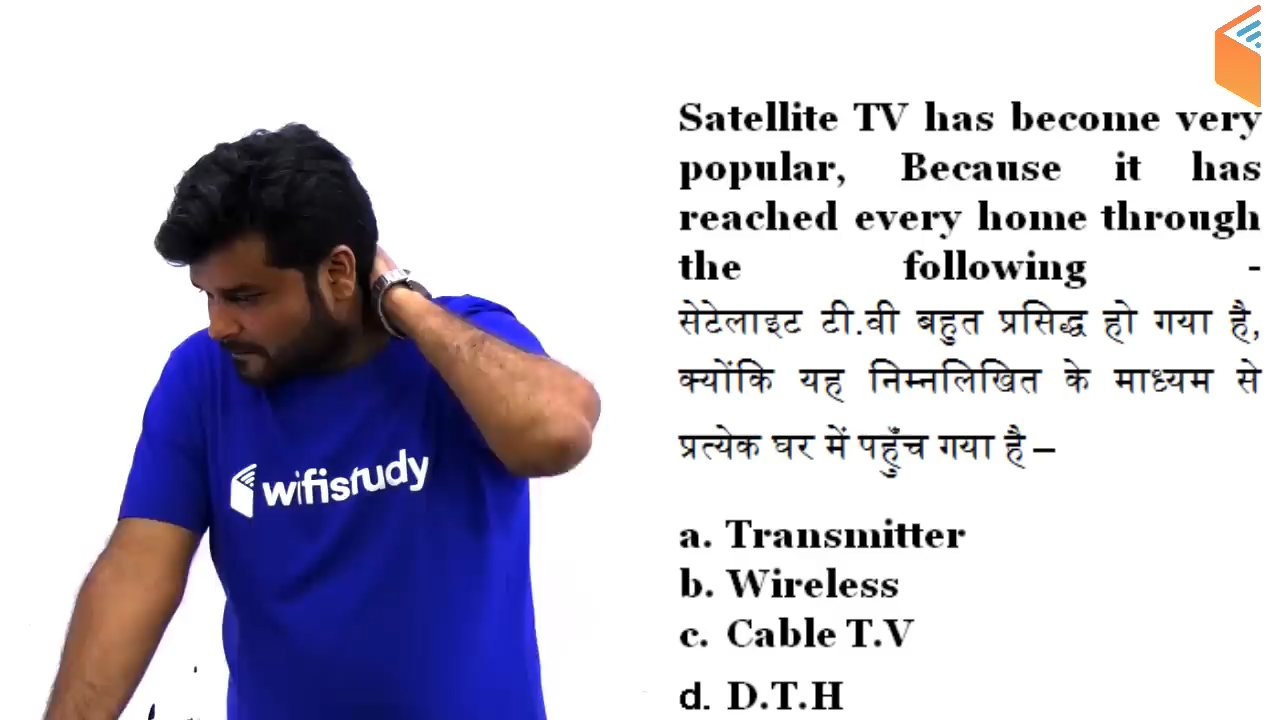 Satellite TV has become very
popular, Because it has
reached every home through
the following -
सेटेलाइट टी.वी बहुत प्रसिद्ध हो गया है,
क्योंकि यह निम्नलिखित के माध्यम से
प्रत्येक घर में पहुँच गया है –
a. Transmitter
b. Wireless
c. Cable T.V
d. D.T.H
wifistudy